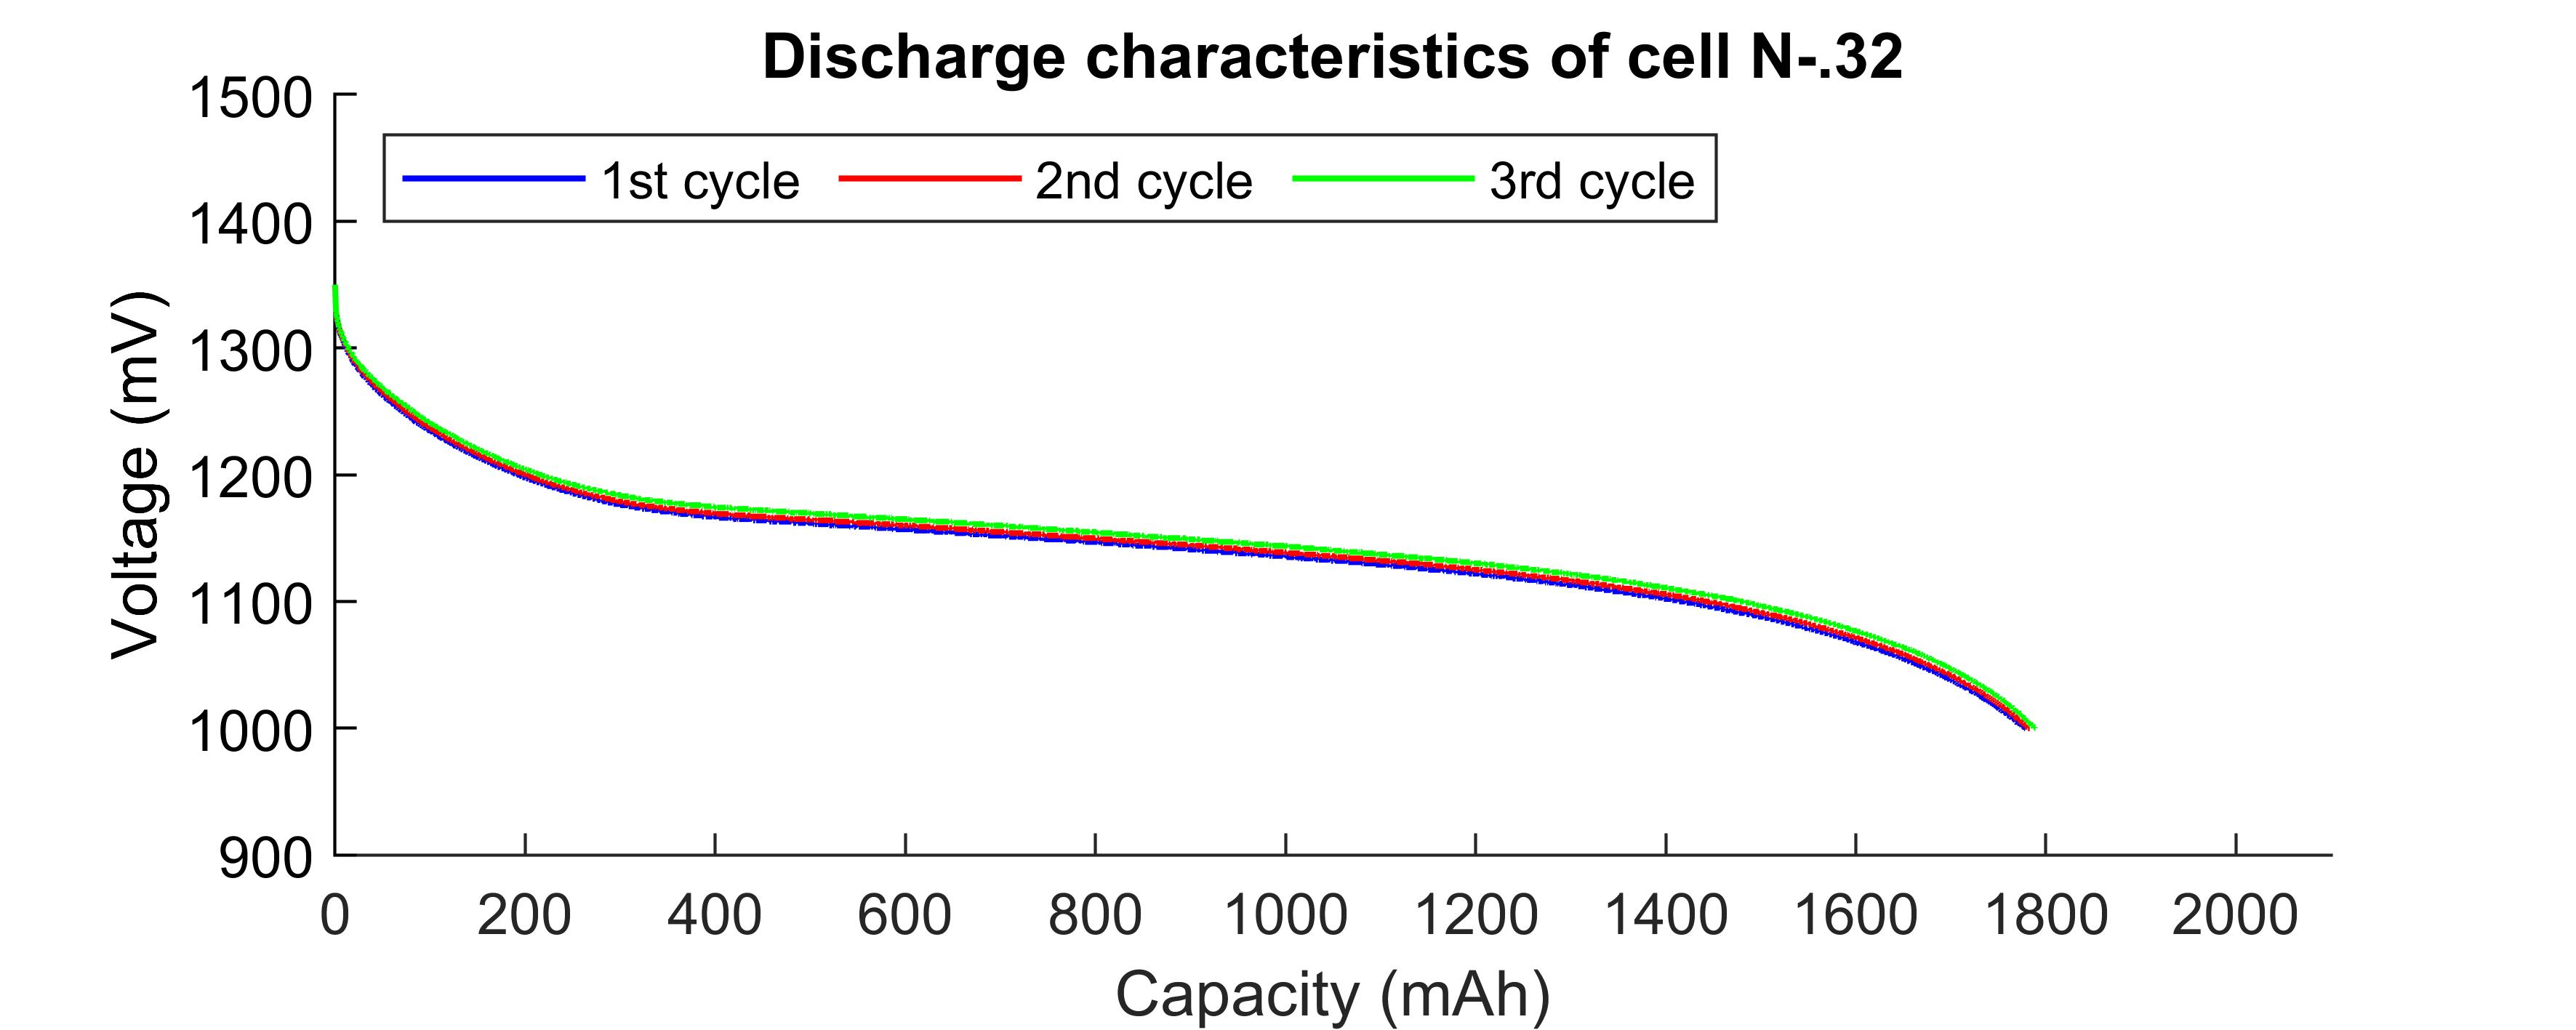 Discharge characteristics of cell N-.32
1500
1st cycle 2nd cycle 3rd cycle
1400
1300
1200
1100
1000
900
Voltage (mV)
0 200 400 600 800 1000 1200 1400 1600 1800 2000
Capacity (mAh)